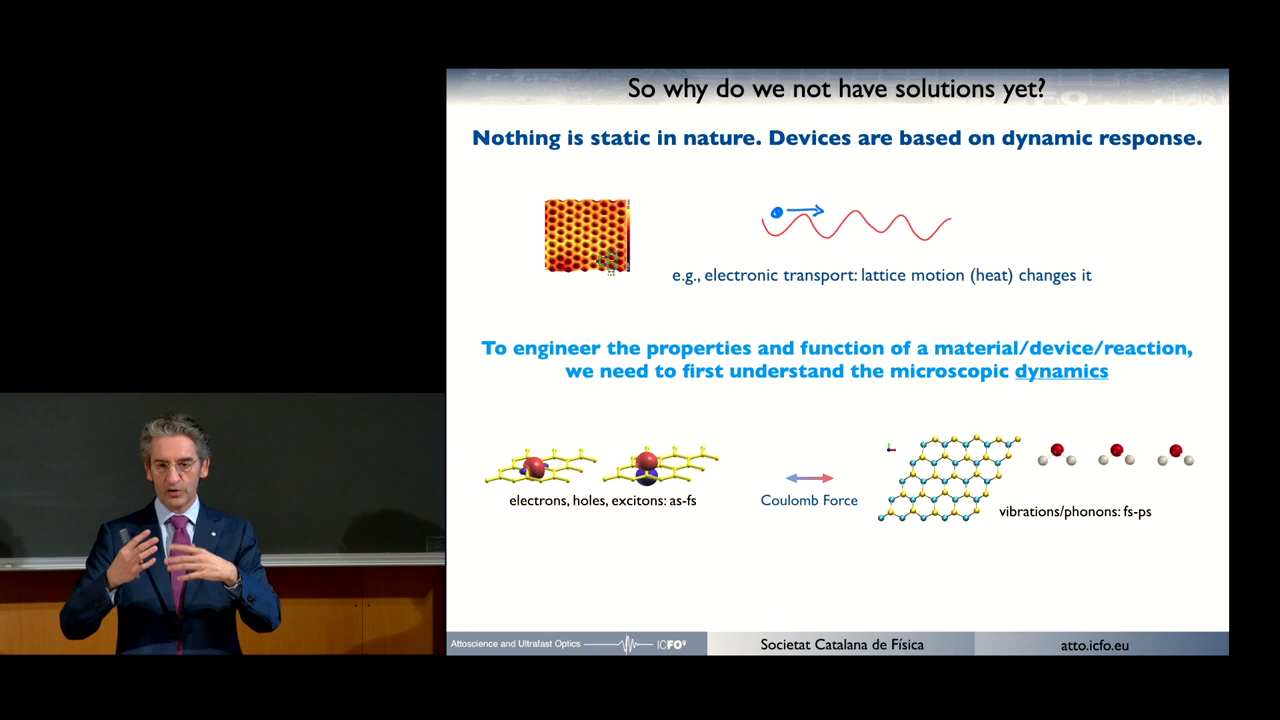 So why do we not have solutions yet?
Nothing is static in nature. Devices are based on dynamic response.
e.g., electronic transport: lattice motion (heat) changes it
To engineer the properties and function of a material/device/reaction,
we need to first understand the microscopic dynamics
electrons, holes, excitons: as-fs
Coulomb Force
vibrations/phonons: fs-ps
Attoscience and Ultrafast Optics
ICFO
Societat Catalana de Física
atto.icfo.eu